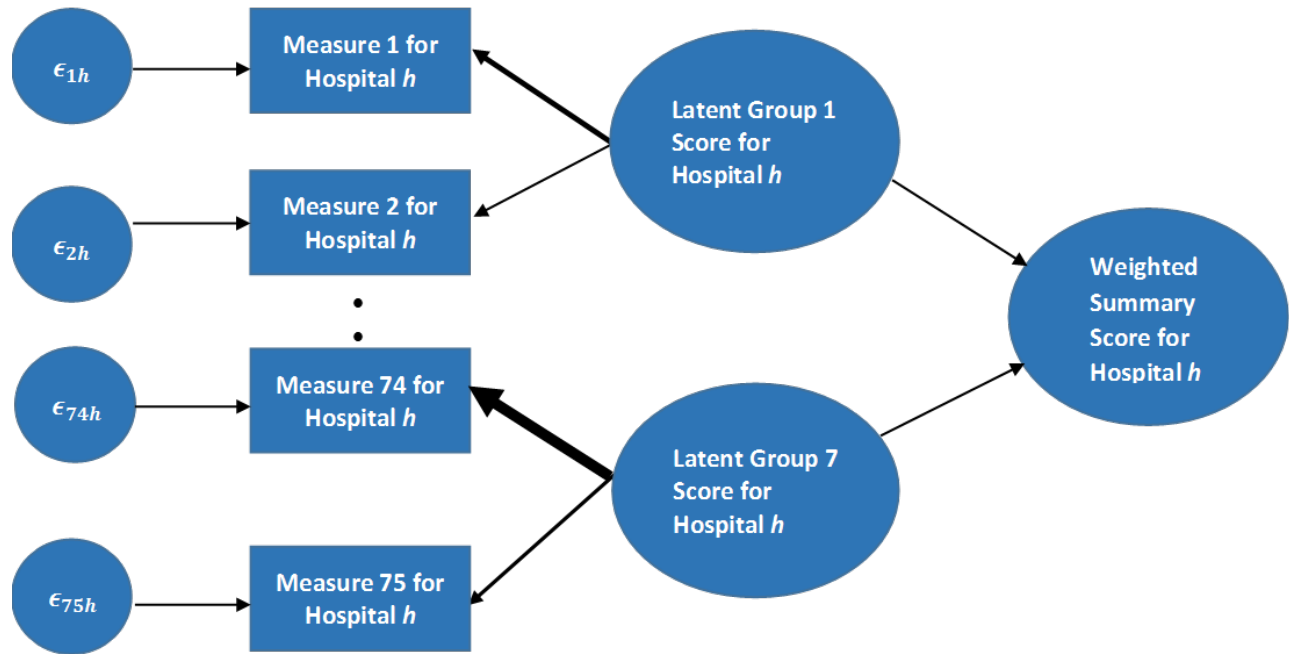 ϵ1h
Measure 1 for
Hospital h
Latent Group 1
Score for
Hospital h
ϵ2h
Measure 2 for
Hospital h
Weighted
Summary
Score for
Hospital h
ϵ74h
Measure 74 for
Hospital h
Latent Group 7
Score for
Hospital h
ϵ75h
Measure 75 for
Hospital h